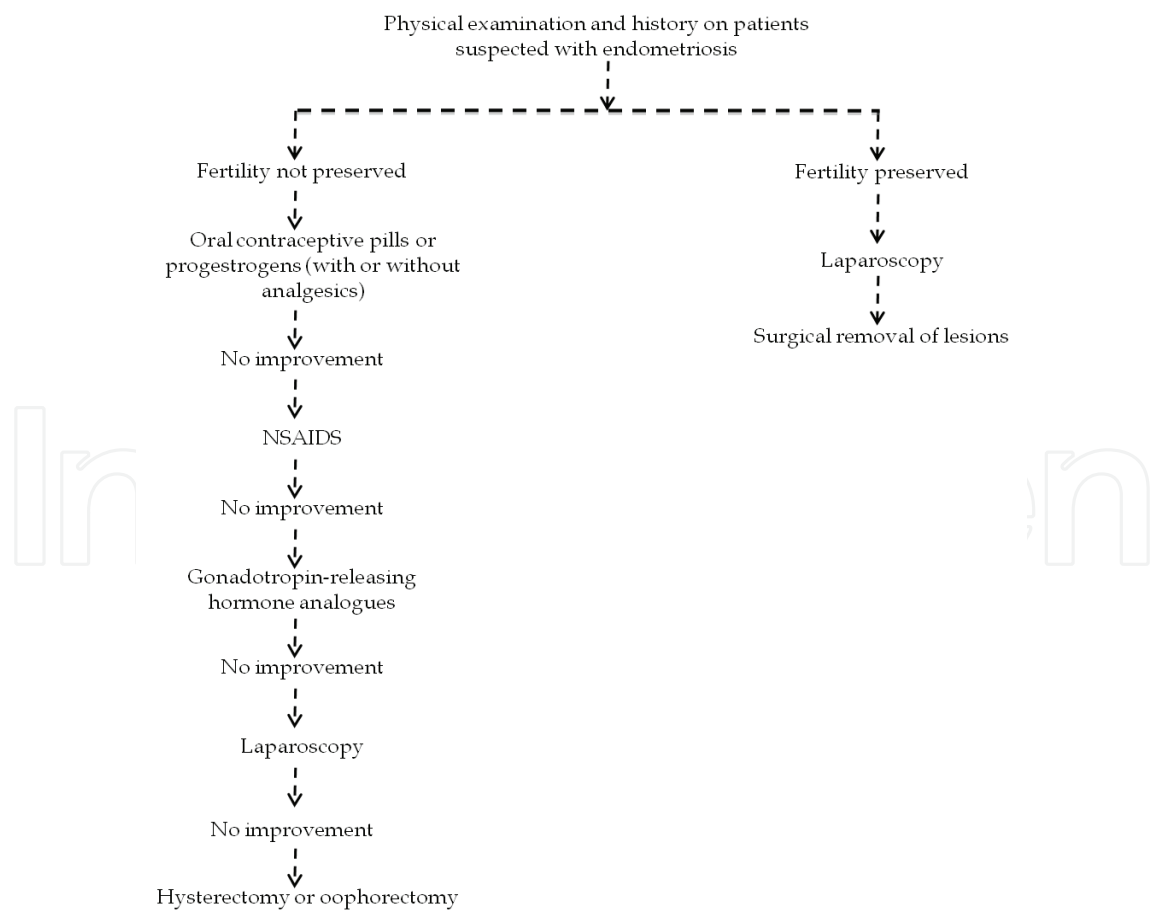 Physical examination and history on patients
suspected with endometriosis
Fertility not preserved
Oral contraceptive pills or
progestrogens (with or without
analgesics)
No improvement
NSAIDS
No improvement
Gonadotropin-releasing
hormone analogues
No improvement
Laparoscopy
No improvement
Hysterectomy or oophorectomy
Fertility preserved
Laparoscopy
Surgical removal of lesions
In
en